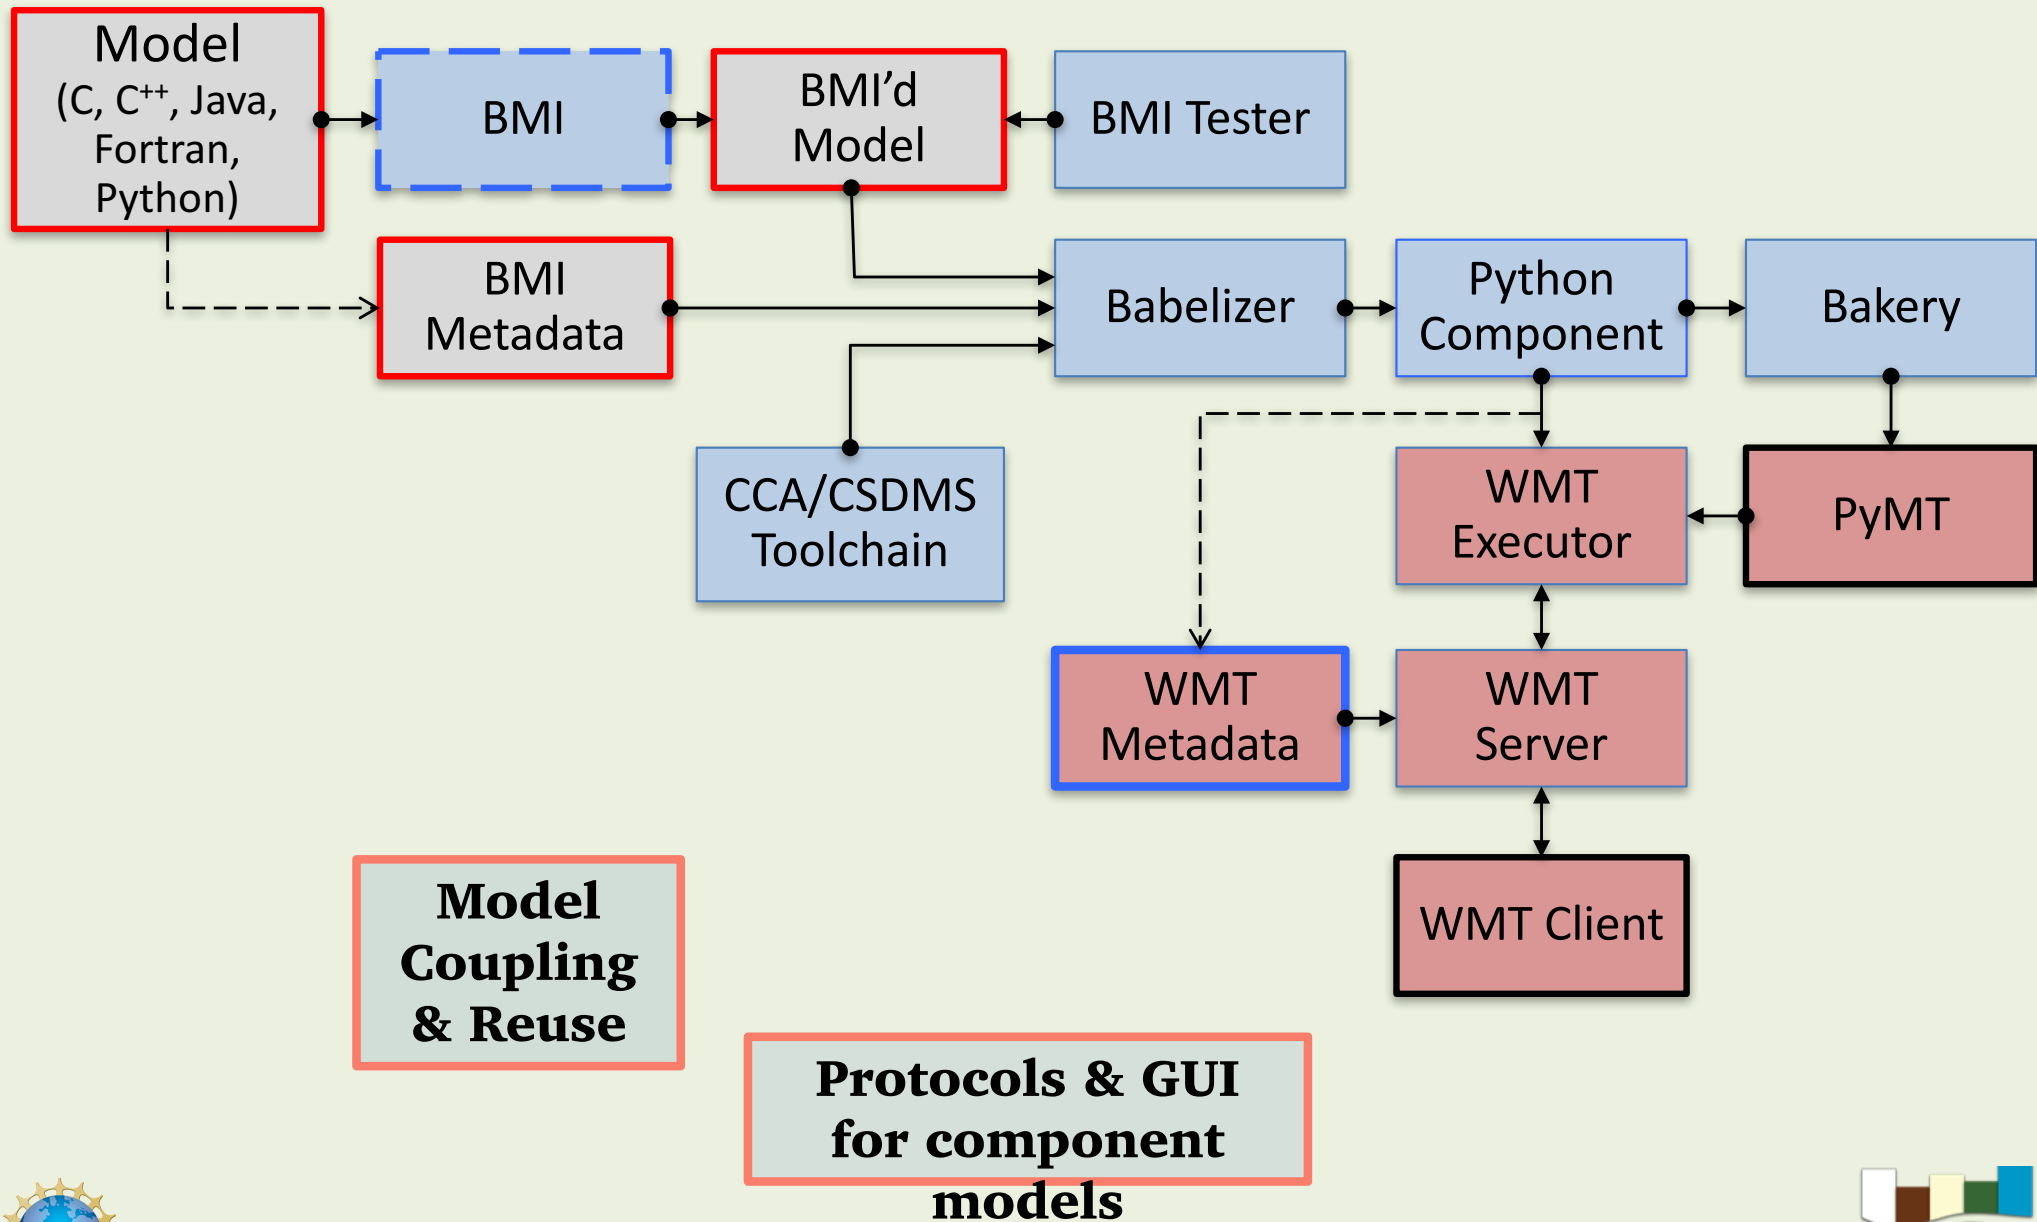 Model
(C, C++, Java,
Fortran,
Python)
BMI
BMI’d
Model
BMI Tester
BMI
Metadata
Babelizer
Python
Component
Bakery
CCA/CSDMS
Toolchain
WMT
Executor
PyMT
WMT
Metadata
WMT
Server
WMT Client
Model
Coupling
& Reuse
Protocols & GUI
for component
models